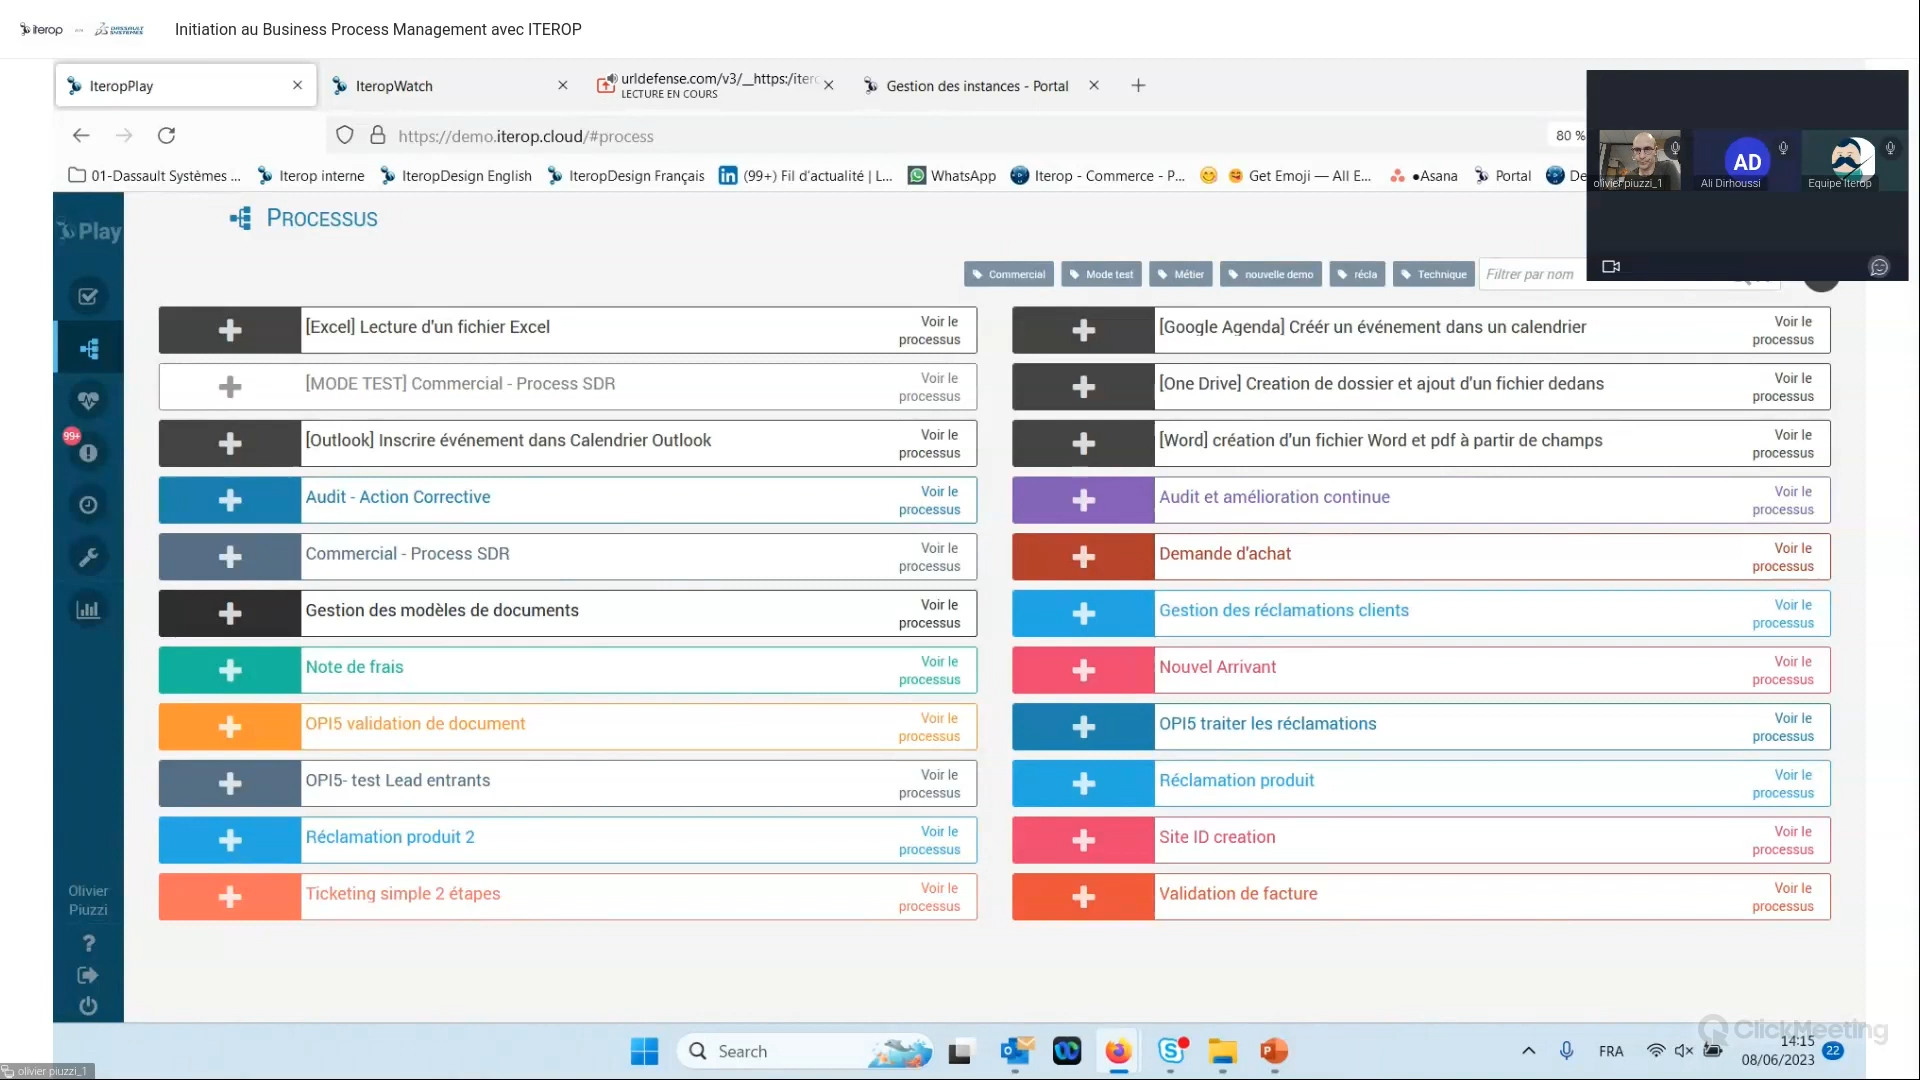 iterop
DASSAULT SYSTEMES
Initiation au Business Process Management avec ITEROP
IteropPlay
IteropWatch
urldefense.com/v3/__https:/iterc
LECTURE EN COURS
Gestion des instances - Portal
https://demo.iterop.cloud/#process
80 %
01-Dassault Systèmes ...
Iterop interne
IteropDesign English
IteropDesign Français
(99+) Fil d'actualité | L...
WhatsApp
Iterop - Commerce - P...
Get Emoji — All E...
●Asana
Portal
De
olivier piuzzi_1
AD
Ali Dirhoussi
Equipe Iterop
Play
PROCESSUS
Commercial
Mode test
Métier
nouvelle demo
récla
Technique
Filtrer par nom
[Excel] Lecture d'un fichier Excel
Voir le
processus
[Google Agenda] Créér un événement dans un calendrier
Voir le
processus
[MODE TEST] Commercial - Process SDR
Voir le
processus
[One Drive] Creation de dossier et ajout d'un fichier dedans
Voir le
processus
99+
[Outlook] Inscrire événement dans Calendrier Outlook
Voir le
processus
[Word] création d'un fichier Word et pdf à partir de champs
Voir le
processus
Audit - Action Corrective
Voir le
processus
Audit et amélioration continue
Voir le
processus
Commercial - Process SDR
Voir le
processus
Demande d'achat
Voir le
processus
Gestion des modèles de documents
Voir le
processus
Gestion des réclamations clients
Voir le
processus
Note de frais
Voir le
processus
Nouvel Arrivant
Voir le
processus
OPI5 validation de document
Voir le
processus
OPI5 traiter les réclamations
Voir le
processus
OPI5- test Lead entrants
Voir le
processus
Réclamation produit
Voir le
processus
Réclamation produit 2
Voir le
processus
Site ID creation
Voir le
processus
Ticketing simple 2 étapes
Voir le
processus
Validation de facture
Voir le
processus
Olivier
Piuzzi
Search
FRA
14:15
08/06/2023
22
ClickMeeting
olivier piuzzi_1